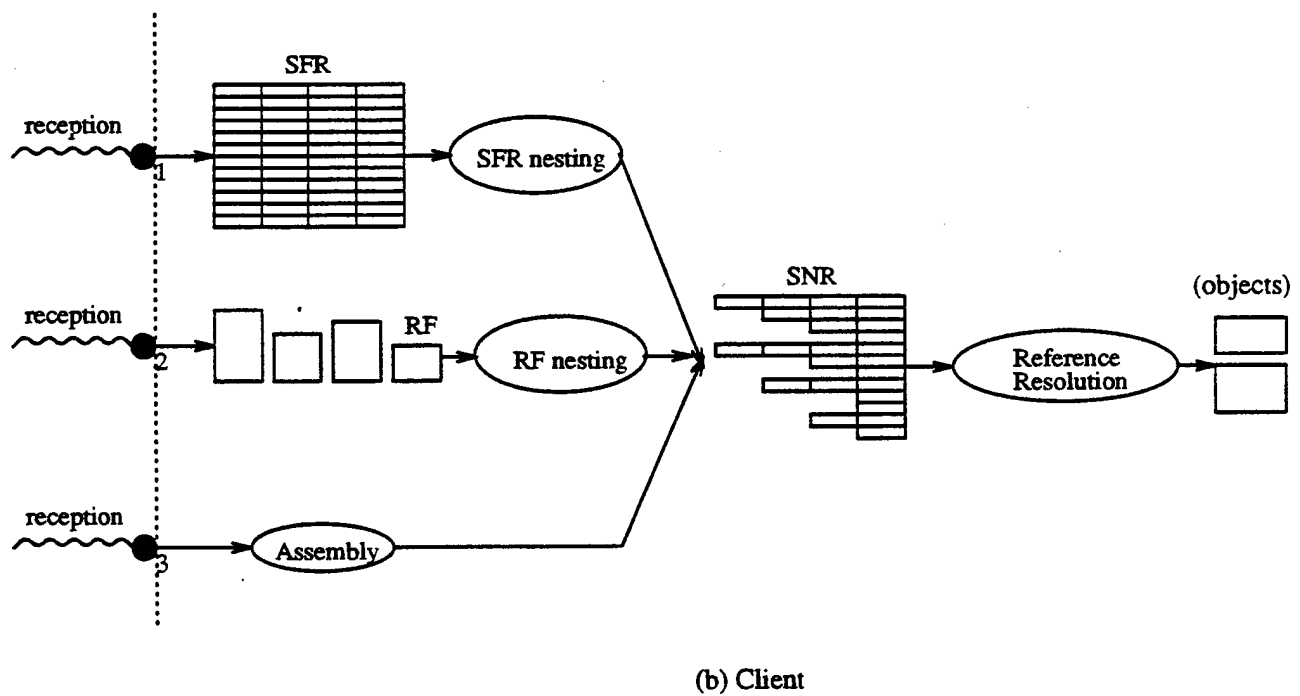 SFR
reception
1
SFR nesting
SNR
(objects)
reception
2
RF
RF nesting
Reference
Resolution
reception
3
Assembly
(b) Client